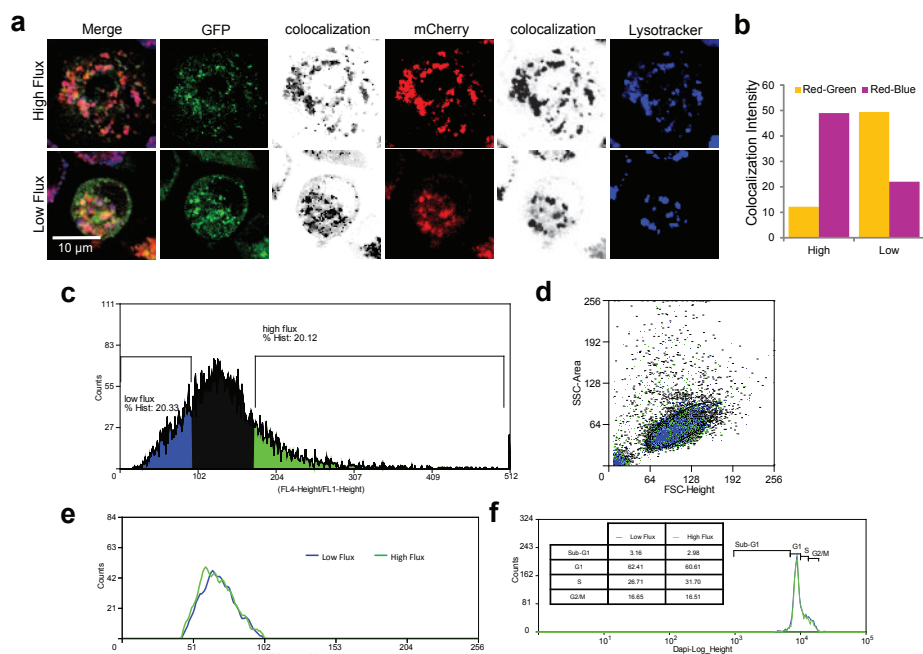 a
Merge GFP colocalization mCherry colocalization Lysotracker
High Flux
Low Flux
10 µm
b
Red-Green Red-Blue
Colocalization Intensity
60
50
40
30
20
10
0
High Low
c
111
83
55
27
0
Counts
low flux
% Hist: 20.33
high flux
% Hist: 20.12
0 102 204 307 409 512
(FL4-Height/FL1-Height)
d
256
192
128
64
0
SSC-Area
0 64 128 192 256
FSC-Height
e
84
63
42
21
0
Counts
Low Flux High Flux
0 51 102 153 204 256
f
324
243
162
81
0
Counts
Low Flux High Flux
Sub-G1 3.16 2.98
G1 62.41 60.61
S 26.71 31.70
G2/M 16.65 16.51
Sub-G1 G1 S G2/M
10¹ 10² 10³ 10⁴ 10⁵
Dapi-Log_Height